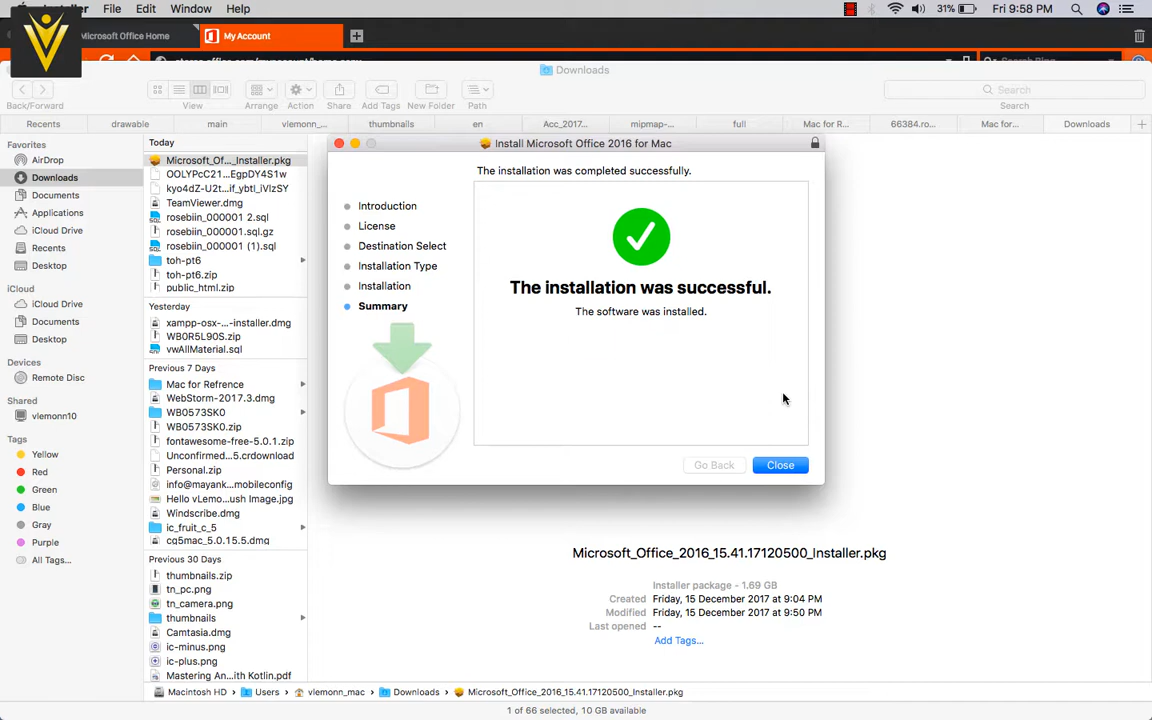 File Edit Window Help 31% Fri 9:58 PM
Microsoft Office Home My Account
Downloads
Back/Forward View Arrange Action Share Add Tags New Folder Path Search
Search
Recents drawable main vlemonn_... thumbnails en Acc_2017... mipmap-... full Mac for R... 66384.ro... Mac for... Downloads
Favorites
AirDrop
Downloads
Documents
Applications
iCloud Drive
Recents
Desktop
iCloud
iCloud Drive
Documents
Desktop
Devices
Remote Disc
Shared
vlemonn10
Tags
Yellow
Red
Green
Blue
Gray
Purple
All Tags...
Today
Microsoft_Of..._Installer.pkg
OOLYPcC21...EgpDY4S1w
kyo4dZ-U2t...if_ybtl_iVIzSY
TeamViewer.dmg
rosebiin_000001 2.sql
rosebiin_000001.sql.gz
rosebiin_000001 (1).sql
toh-pt6
toh-pt6.zip
public_html.zip
Yesterday
xampp-osx-...-installer.dmg
WB0R5L90S.zip
vwAllMaterial.sql
Previous 7 Days
Mac for Refrence
WebStorm-2017.3.dmg
WB0573SK0
WB0573SK0.zip
fontawesome-free-5.0.1.zip
Unconfirmed...5.crdownload
Personal.zip
info@mayank...mobileconfig
Hello vLemo...ush Image.jpg
Windscribe.dmg
ic_fruit_c_5
cg5mac_5.0.15.5.dmg
Previous 30 Days
thumbnails.zip
tn_pc.png
tn_camera.png
thumbnails
Camtasia.dmg
ic-minus.png
ic-plus.png
Mastering An...ith Kotlin.pdf
Install Microsoft Office 2016 for Mac
The installation was completed successfully.
Introduction
License
Destination Select
Installation Type
Installation
Summary
The installation was successful.
The software was installed.
Go Back Close
Microsoft_Office_2016_15.41.17120500_Installer.pkg
Installer package - 1.69 GB
Created Friday, 15 December 2017 at 9:04 PM
Modified Friday, 15 December 2017 at 9:50 PM
Last opened --
Add Tags...
Macintosh HD Users vlemonn_mac Downloads Microsoft_Office_2016_15.41.17120500_Installer.pkg
1 of 66 selected, 10 GB available